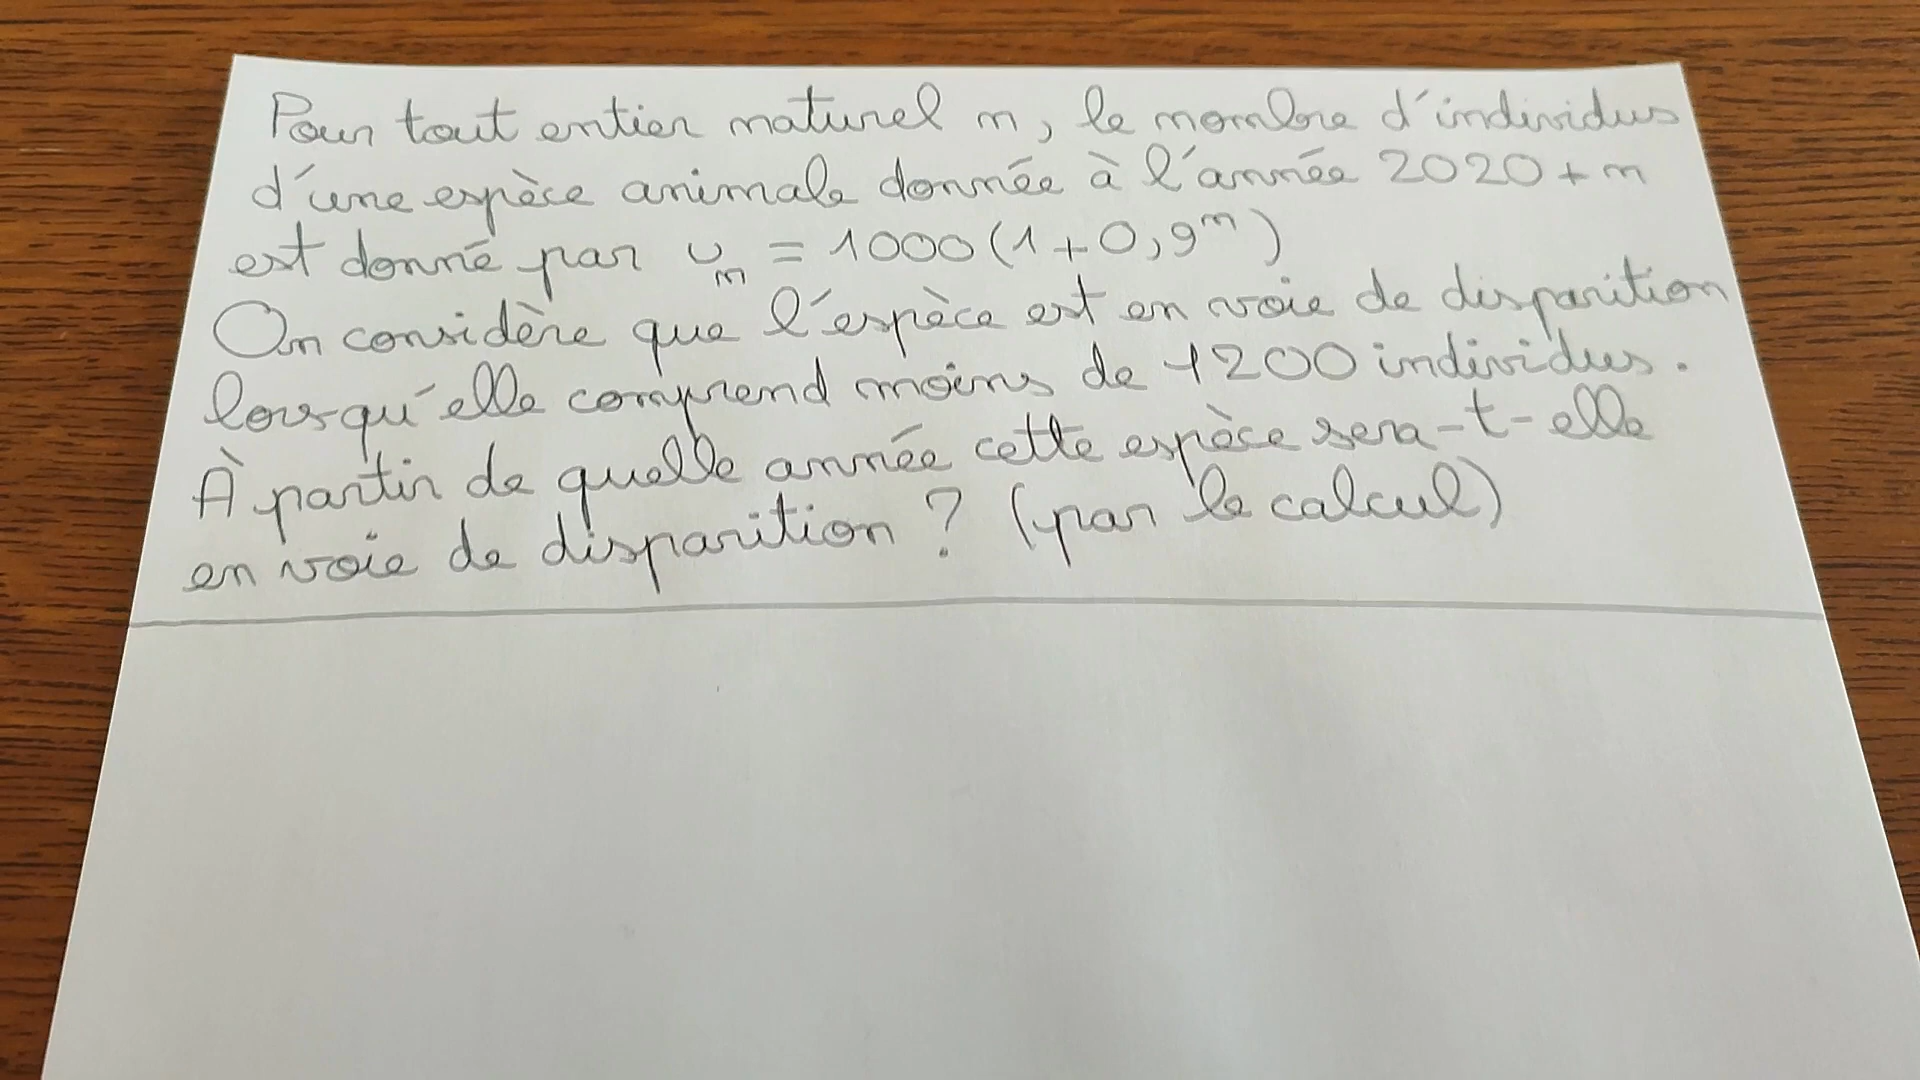 Pour tout entier naturel n, le nombre d'individus
d'une espèce animale donnée à l'année 2020 + n
est donné par u_n = 1000 (1 + 0,9^n)
On considère que l'espèce est en voie de disparition
lorsqu'elle comprend moins de 1200 individus.
À partir de quelle année cette espèce sera-t-elle
en voie de disparition ? (par le calcul)